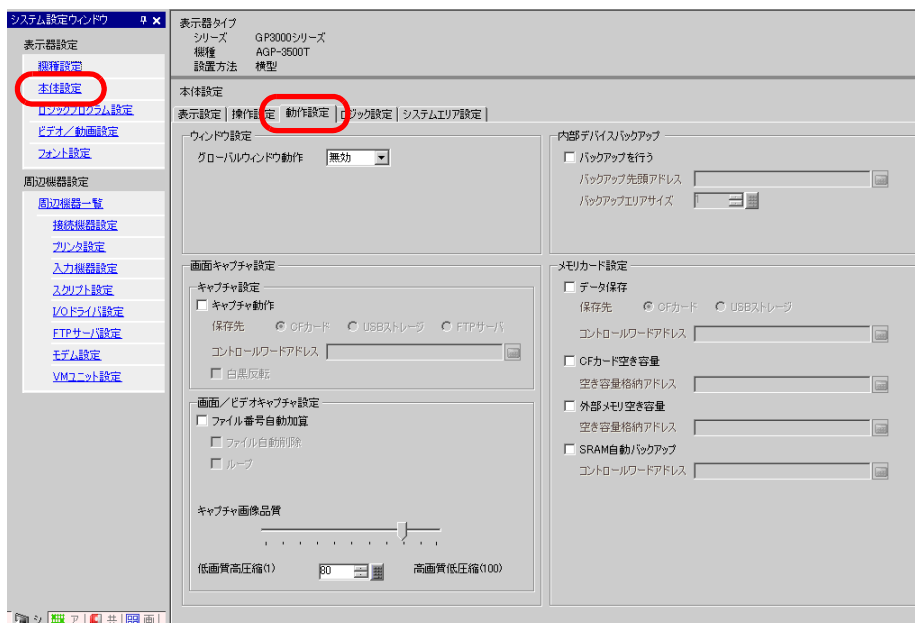 システム設定ウィンドウ
表示器設定
機種設定
本体設定
ロジックプログラム設定
ビデオ／動画設定
フォント設定
周辺機器設定
周辺機器一覧
接続機器設定
プリンタ設定
入力機器設定
スクリプト設定
I/Oドライバ設定
FTPサーバ設定
モデム設定
VMユニット設定
シ
ア
井
画
表示器タイプ
シリーズ GP3000シリーズ
機種 AGP-3500T
設置方法 横型
本体設定
表示設定 操作設定 動作設定 ロジック設定 システムエリア設定
ウィンドウ設定
グローバルウィンドウ動作 無効
画面キャプチャ設定
キャプチャ設定
キャプチャ動作
保存先 CFカード USBストレージ FTPサーバ
コントロールワードアドレス
白黒反転
画面／ビデオキャプチャ設定
ファイル番号自動加算
ファイル自動削除
ループ
キャプチャ画像品質
低画質高圧縮(1) 80 高画質低圧縮(100)
内部デバイスバックアップ
バックアップを行う
バックアップ先頭アドレス
バックアップエリアサイズ 1
メモリカード設定
データ保存
保存先 CFカード USBストレージ
コントロールワードアドレス
CFカード空き容量
空き容量格納アドレス
外部メモリ空き容量
空き容量格納アドレス
SRAM自動バックアップ
コントロールワードアドレス